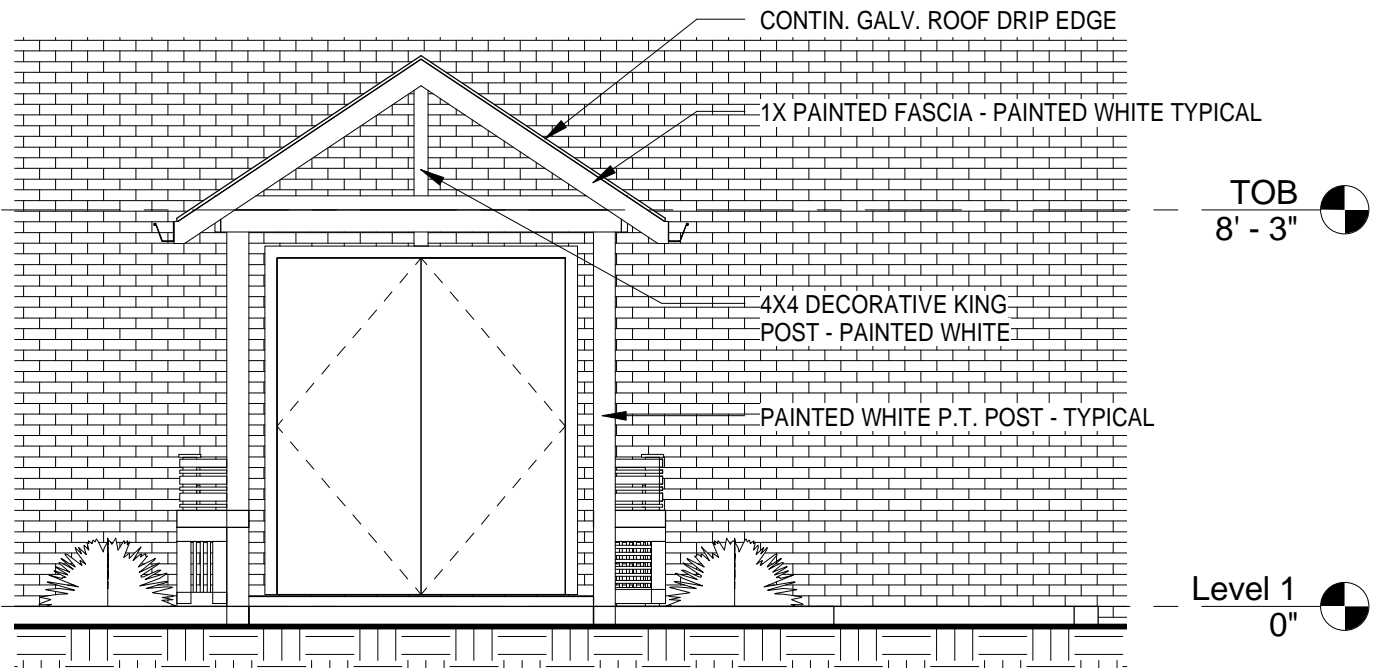 CONTIN. GALV. ROOF DRIP EDGE
1X PAINTED FASCIA - PAINTED WHITE TYPICAL
TOB
8' - 3"
4X4 DECORATIVE KING
POST - PAINTED WHITE
PAINTED WHITE P.T. POST - TYPICAL
Level 1
0"